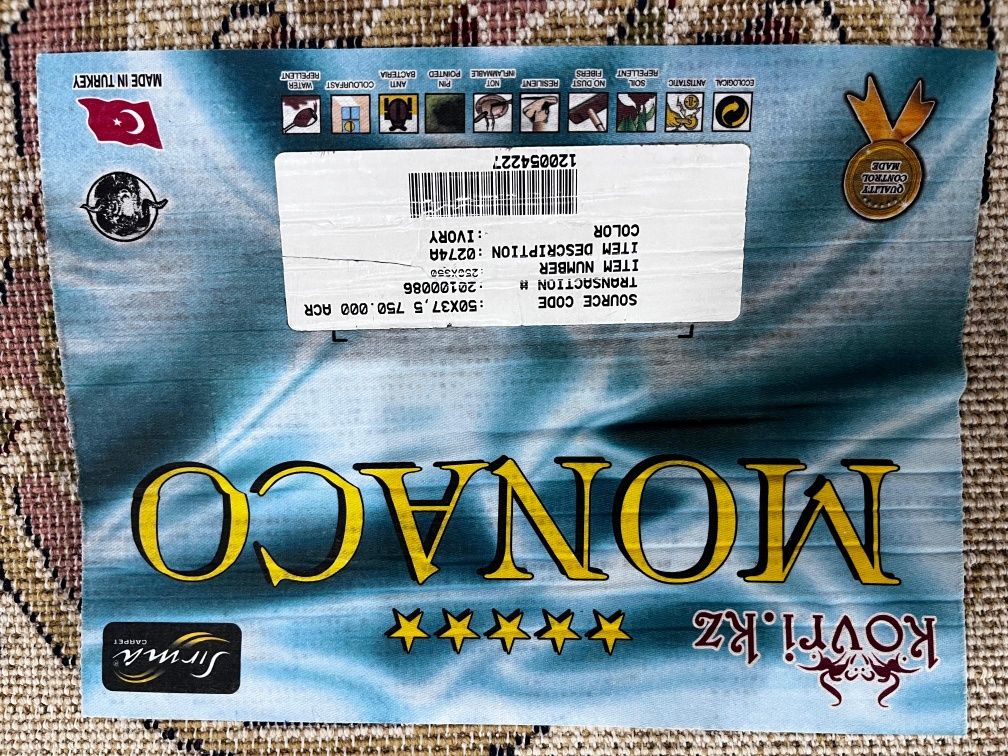 Kovri.kz
Sirma®
CARPET
MONACO
SOURCE CODE :50X37,5 750.000 ACR
TRANSACTION # :20100086
ITEM NUMBER :250X350
ITEM DESCRIPTION :0274A
COLOR :IVORY
120054227
QUALITY
CONTROL
MADE
ECOLOGICAL
ANTISTATIC
SOIL
REPELLENT
NO DUST
FIBERS
RESILIENT
NOT
INFLAMMABLE
PIN
POINTED
ANTI
BACTERIA
COLOURFAST
WATER
REPELLENT
MADE IN TURKEY